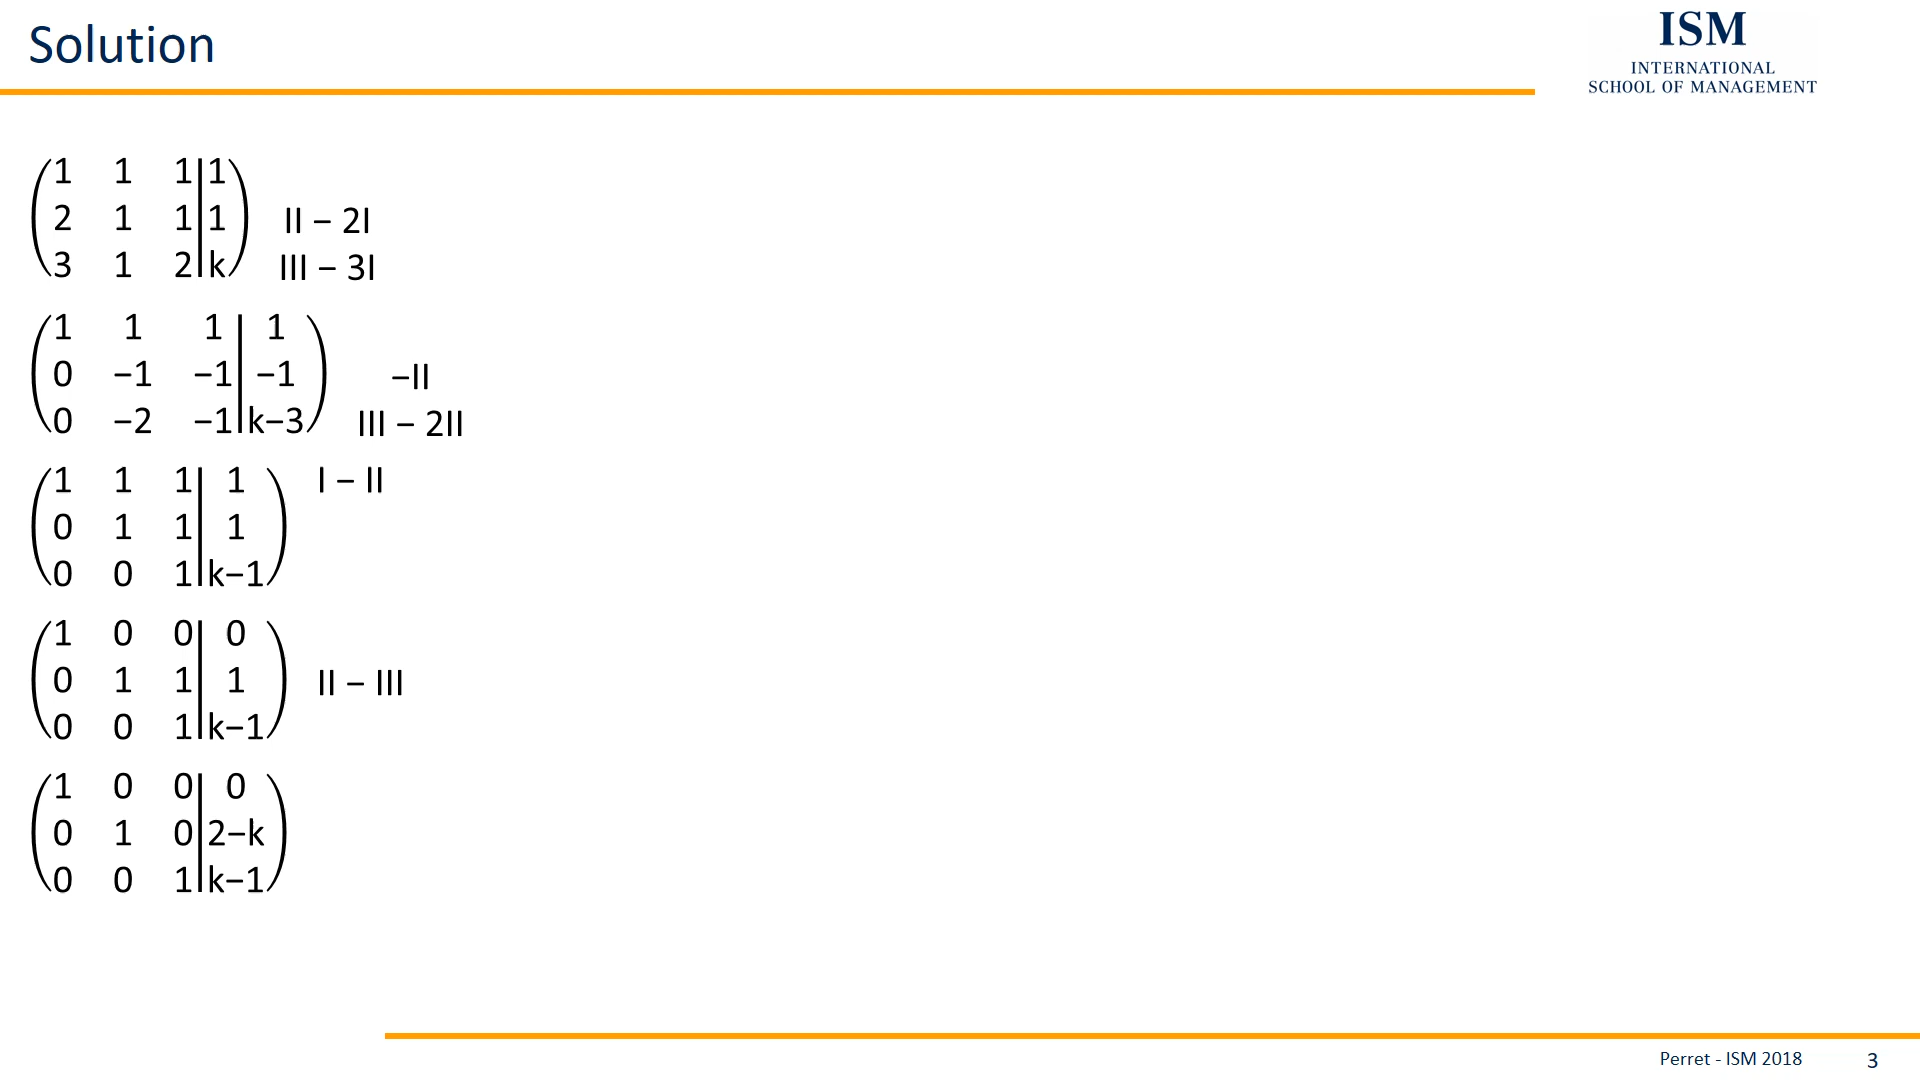 Solution
ISM
INTERNATIONAL
SCHOOL OF MANAGEMENT
1 1 1 | 1
2 1 1 | 1 II − 2I
3 1 2 | k III − 3I
1 1 1 | 1
0 −1 −1 | −1 −II
0 −2 −1 | k−3 III − 2II
1 1 1 | 1 I − II
0 1 1 | 1
0 0 1 | k−1
1 0 0 | 0
0 1 1 | 1 II − III
0 0 1 | k−1
1 0 0 | 0
0 1 0 | 2−k
0 0 1 | k−1
Perret - ISM 2018 3